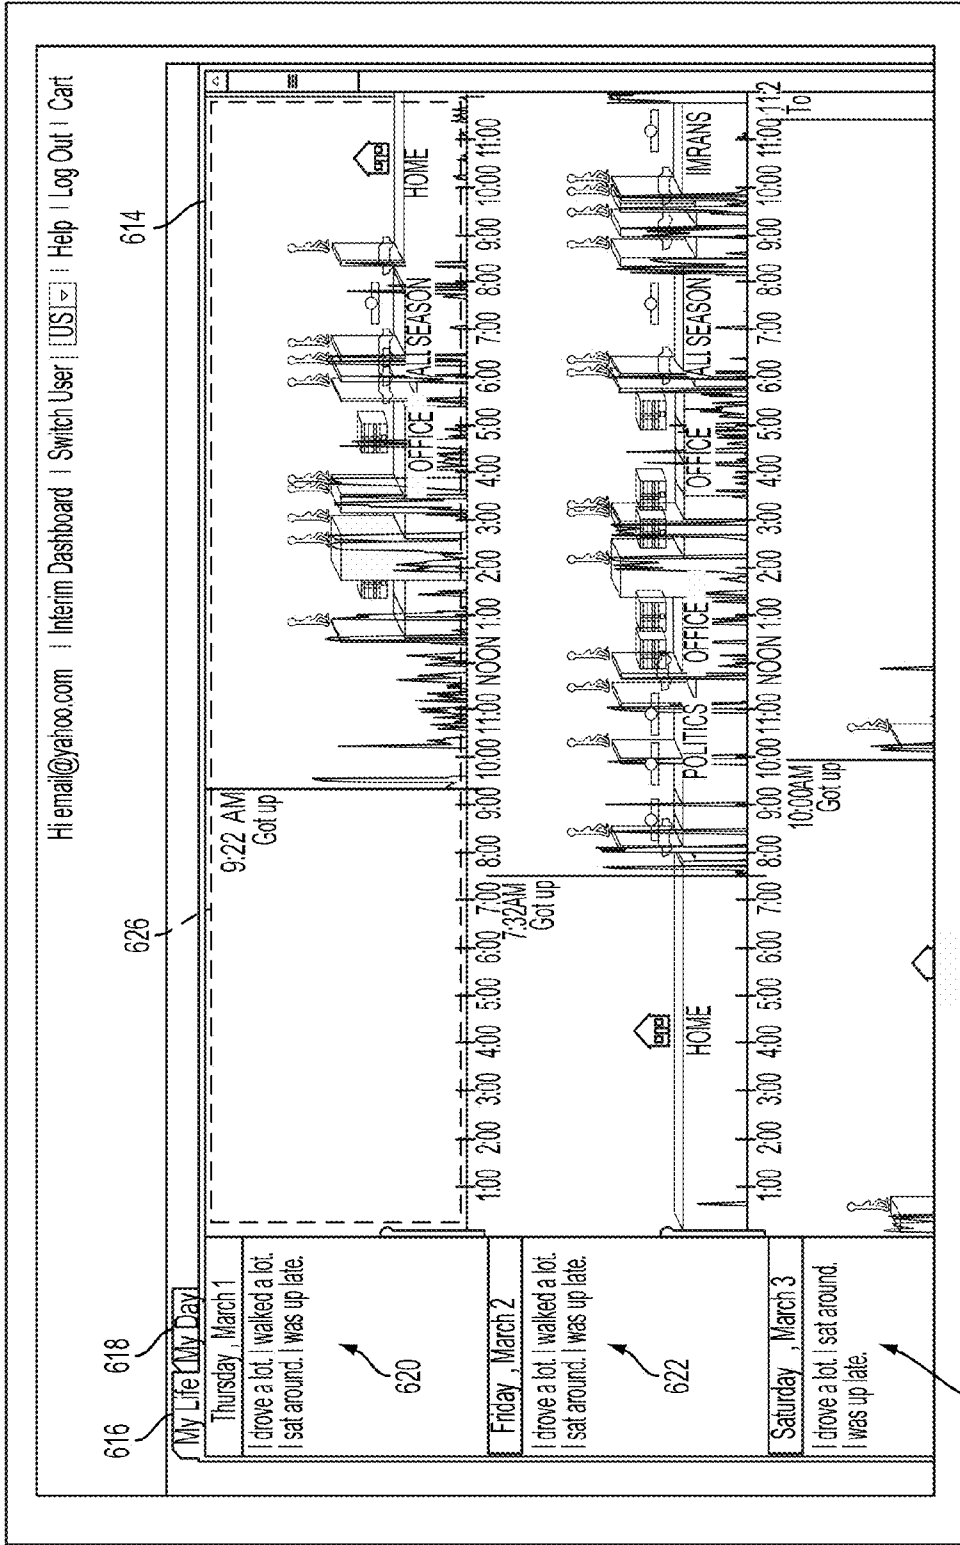 Hi email@yahoo.com | Interim Dashboard | Switch User | US | Help | Log Out | Cart
616
618
626
614
My Life
My Day
Thursday , March 1
I drove a lot. I walked a lot.
I sat around. I was up late.
620
9:22 AM
Got up
OFFICE
ALL SEASON
HOME
1:00 2:00 3:00 4:00 5:00 6:00 7:00 8:00 9:00 10:00 11:00 NOON 1:00 2:00 3:00 4:00 5:00 6:00 7:00 8:00 9:00 10:00 11:00
Friday , March 2
I drove a lot. I walked a lot.
I sat around. I was up late.
622
7:32AM
Got up
HOME
POLITICS
OFFICE
OFFICE
ALL SEASON
IMRANS
1:00 2:00 3:00 4:00 5:00 6:00 7:00 8:00 9:00 10:00 11:00 NOON 1:00 2:00 3:00 4:00 5:00 6:00 7:00 8:00 9:00 10:00 11:00 11:2
Saturday , March 3
I drove a lot. I sat around.
I was up late.
10:00AM
Got up
To